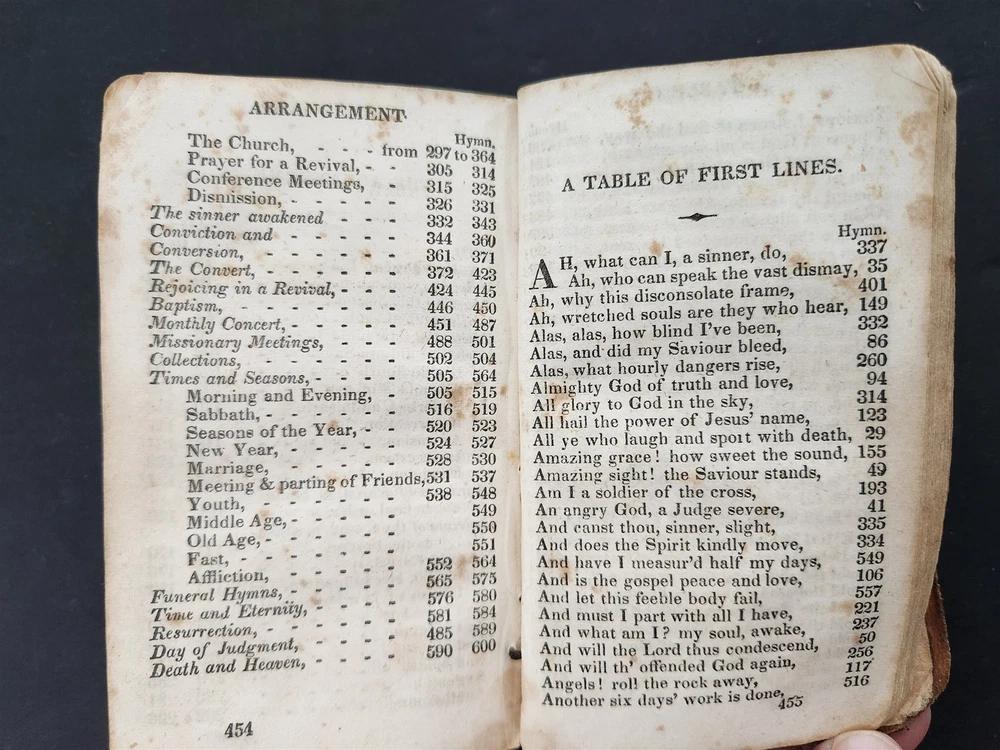 ARRANGEMENT
Hymn.
The Church, - - - from 297 to 364
Prayer for a Revival, - - 305 314
Conference Meetings, - 315 325
Dismission, - - - - - 326 331
The sinner awakened - - - 332 343
Conviction and - - - - - 344 360
Conversion, - - - - - - 361 371
The Convert, - - - - - - 372 423
Rejoicing in a Revival, - - - 424 445
Baptism, - - - - - - - 446 450
Monthly Concert, - - - - - 451 487
Missionary Meetings, - - - 488 501
Collections, - - - - - - 502 504
Times and Seasons, - - - - 505 564
Morning and Evening, - 505 515
Sabbath, - - - - - - 516 519
Seasons of the Year, - - 520 523
New Year, - - - - - 524 527
Marriage, - - - - - 528 530
Meeting & parting of Friends, 531 537
Youth, - - - - - - 538 548
Middle Age, - - - - - 549
Old Age, - - - - - - 550
Fast, - - - - - - - 551
Affliction, - - - - - 552 564
Funeral Hymns, - - - - - 565 575
Time and Eternity, - - - - 576 580
Resurrection, - - - - - - 581 584
Day of Judgment, - - - - 485 589
Death and Heaven, - - - - 590 600
454
A TABLE OF FIRST LINES.
Hymn.
AH, what can I, a sinner, do, 337
Ah, who can speak the vast dismay, 35
Ah, why this disconsolate frame, 401
Ah, wretched souls are they who hear, 149
Alas, alas, how blind I've been, 332
Alas, and did my Saviour bleed, 86
Alas, what hourly dangers rise, 260
Almighty God of truth and love, 94
All glory to God in the sky, 314
All hail the power of Jesus' name, 123
All ye who laugh and sport with death, 29
Amazing grace! how sweet the sound, 155
Amazing sight! the Saviour stands, 49
Am I a soldier of the cross, 193
An angry God, a Judge severe, 41
And canst thou, sinner, slight, 335
And does the Spirit kindly move, 334
And have I measur'd half my days, 549
And is the gospel peace and love, 106
And let this feeble body fail, 557
And must I part with all I have, 221
And what am I? my soul, awake, 237
And will the Lord thus condescend, 50
And will th' offended God again, 256
Angels! roll the rock away, 117
Another six days' work is done, 516
455